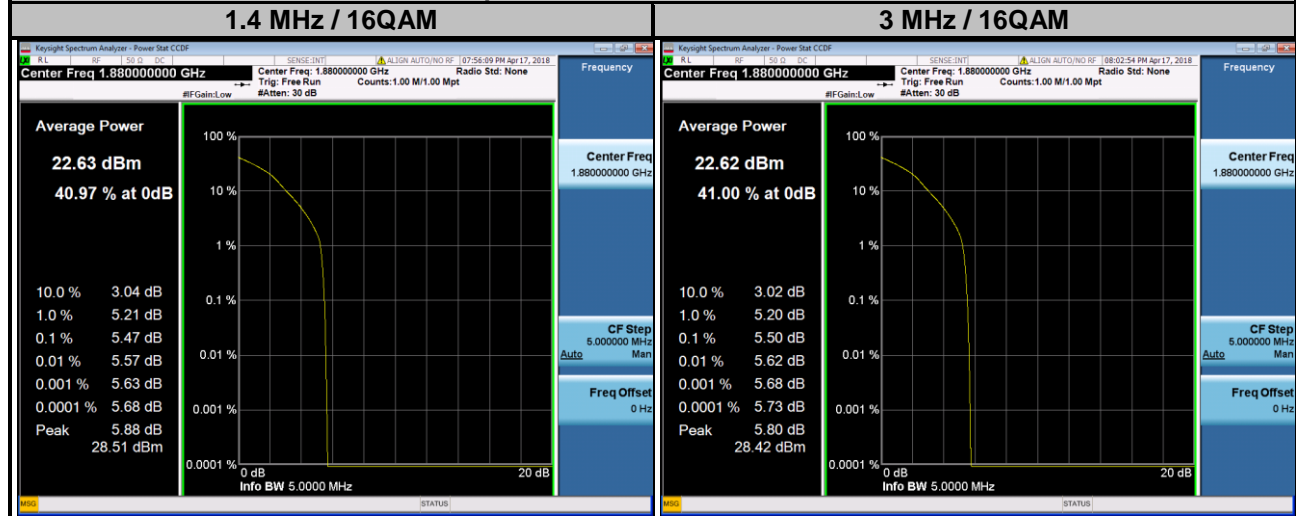 1.4 MHz / 16QAM
Keysight Spectrum Analyzer - Power Stat CCDF
RL RF 50 Ω DC SENSE:INT ALIGN AUTO/NO RF 07:56:09 PM Apr 17, 2018
Center Freq 1.880000000 GHz
Center Freq: 1.880000000 GHz Radio Std: None
Trig: Free Run Counts:1.00 M/1.00 Mpt
#IFGain:Low #Atten: 30 dB
Average Power
22.63 dBm
40.97 % at 0dB
10.0 % 3.04 dB
1.0 % 5.21 dB
0.1 % 5.47 dB
0.01 % 5.57 dB
0.001 % 5.63 dB
0.0001 % 5.68 dB
Peak 5.88 dB
28.51 dBm
100 %
10 %
1 %
0.1 %
0.01 %
0.001 %
0.0001 %
0 dB 20 dB
Info BW 5.0000 MHz
Frequency
Center Freq
1.880000000 GHz
CF Step
5.000000 MHz
Auto Man
Freq Offset
0 Hz
MSG STATUS
3 MHz / 16QAM
Keysight Spectrum Analyzer - Power Stat CCDF
RL RF 50 Ω DC SENSE:INT ALIGN AUTO/NO RF 08:02:54 PM Apr 17, 2018
Center Freq 1.880000000 GHz
Center Freq: 1.880000000 GHz Radio Std: None
Trig: Free Run Counts:1.00 M/1.00 Mpt
#IFGain:Low #Atten: 30 dB
Average Power
22.62 dBm
41.00 % at 0dB
10.0 % 3.02 dB
1.0 % 5.20 dB
0.1 % 5.50 dB
0.01 % 5.62 dB
0.001 % 5.68 dB
0.0001 % 5.73 dB
Peak 5.80 dB
28.42 dBm
100 %
10 %
1 %
0.1 %
0.01 %
0.001 %
0.0001 %
0 dB 20 dB
Info BW 5.0000 MHz
Frequency
Center Freq
1.880000000 GHz
CF Step
5.000000 MHz
Auto Man
Freq Offset
0 Hz
MSG STATUS